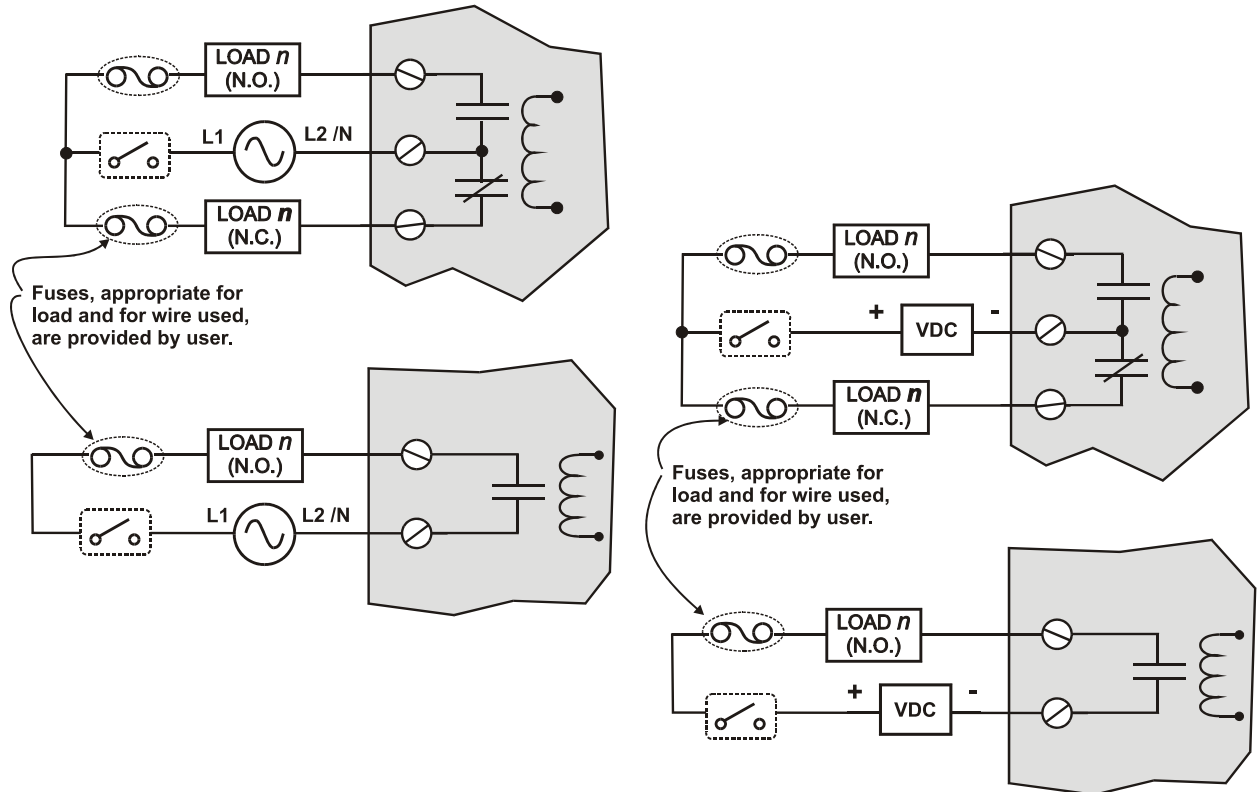 LOAD n
(N.O.)
L1
L2 /N
LOAD n
(N.C.)
Fuses, appropriate for
load and for wire used,
are provided by user.
LOAD n
(N.O.)
L1
L2 /N
LOAD n
(N.O.)
+
VDC
-
LOAD n
(N.C.)
Fuses, appropriate for
load and for wire used,
are provided by user.
LOAD n
(N.O.)
+
VDC
-